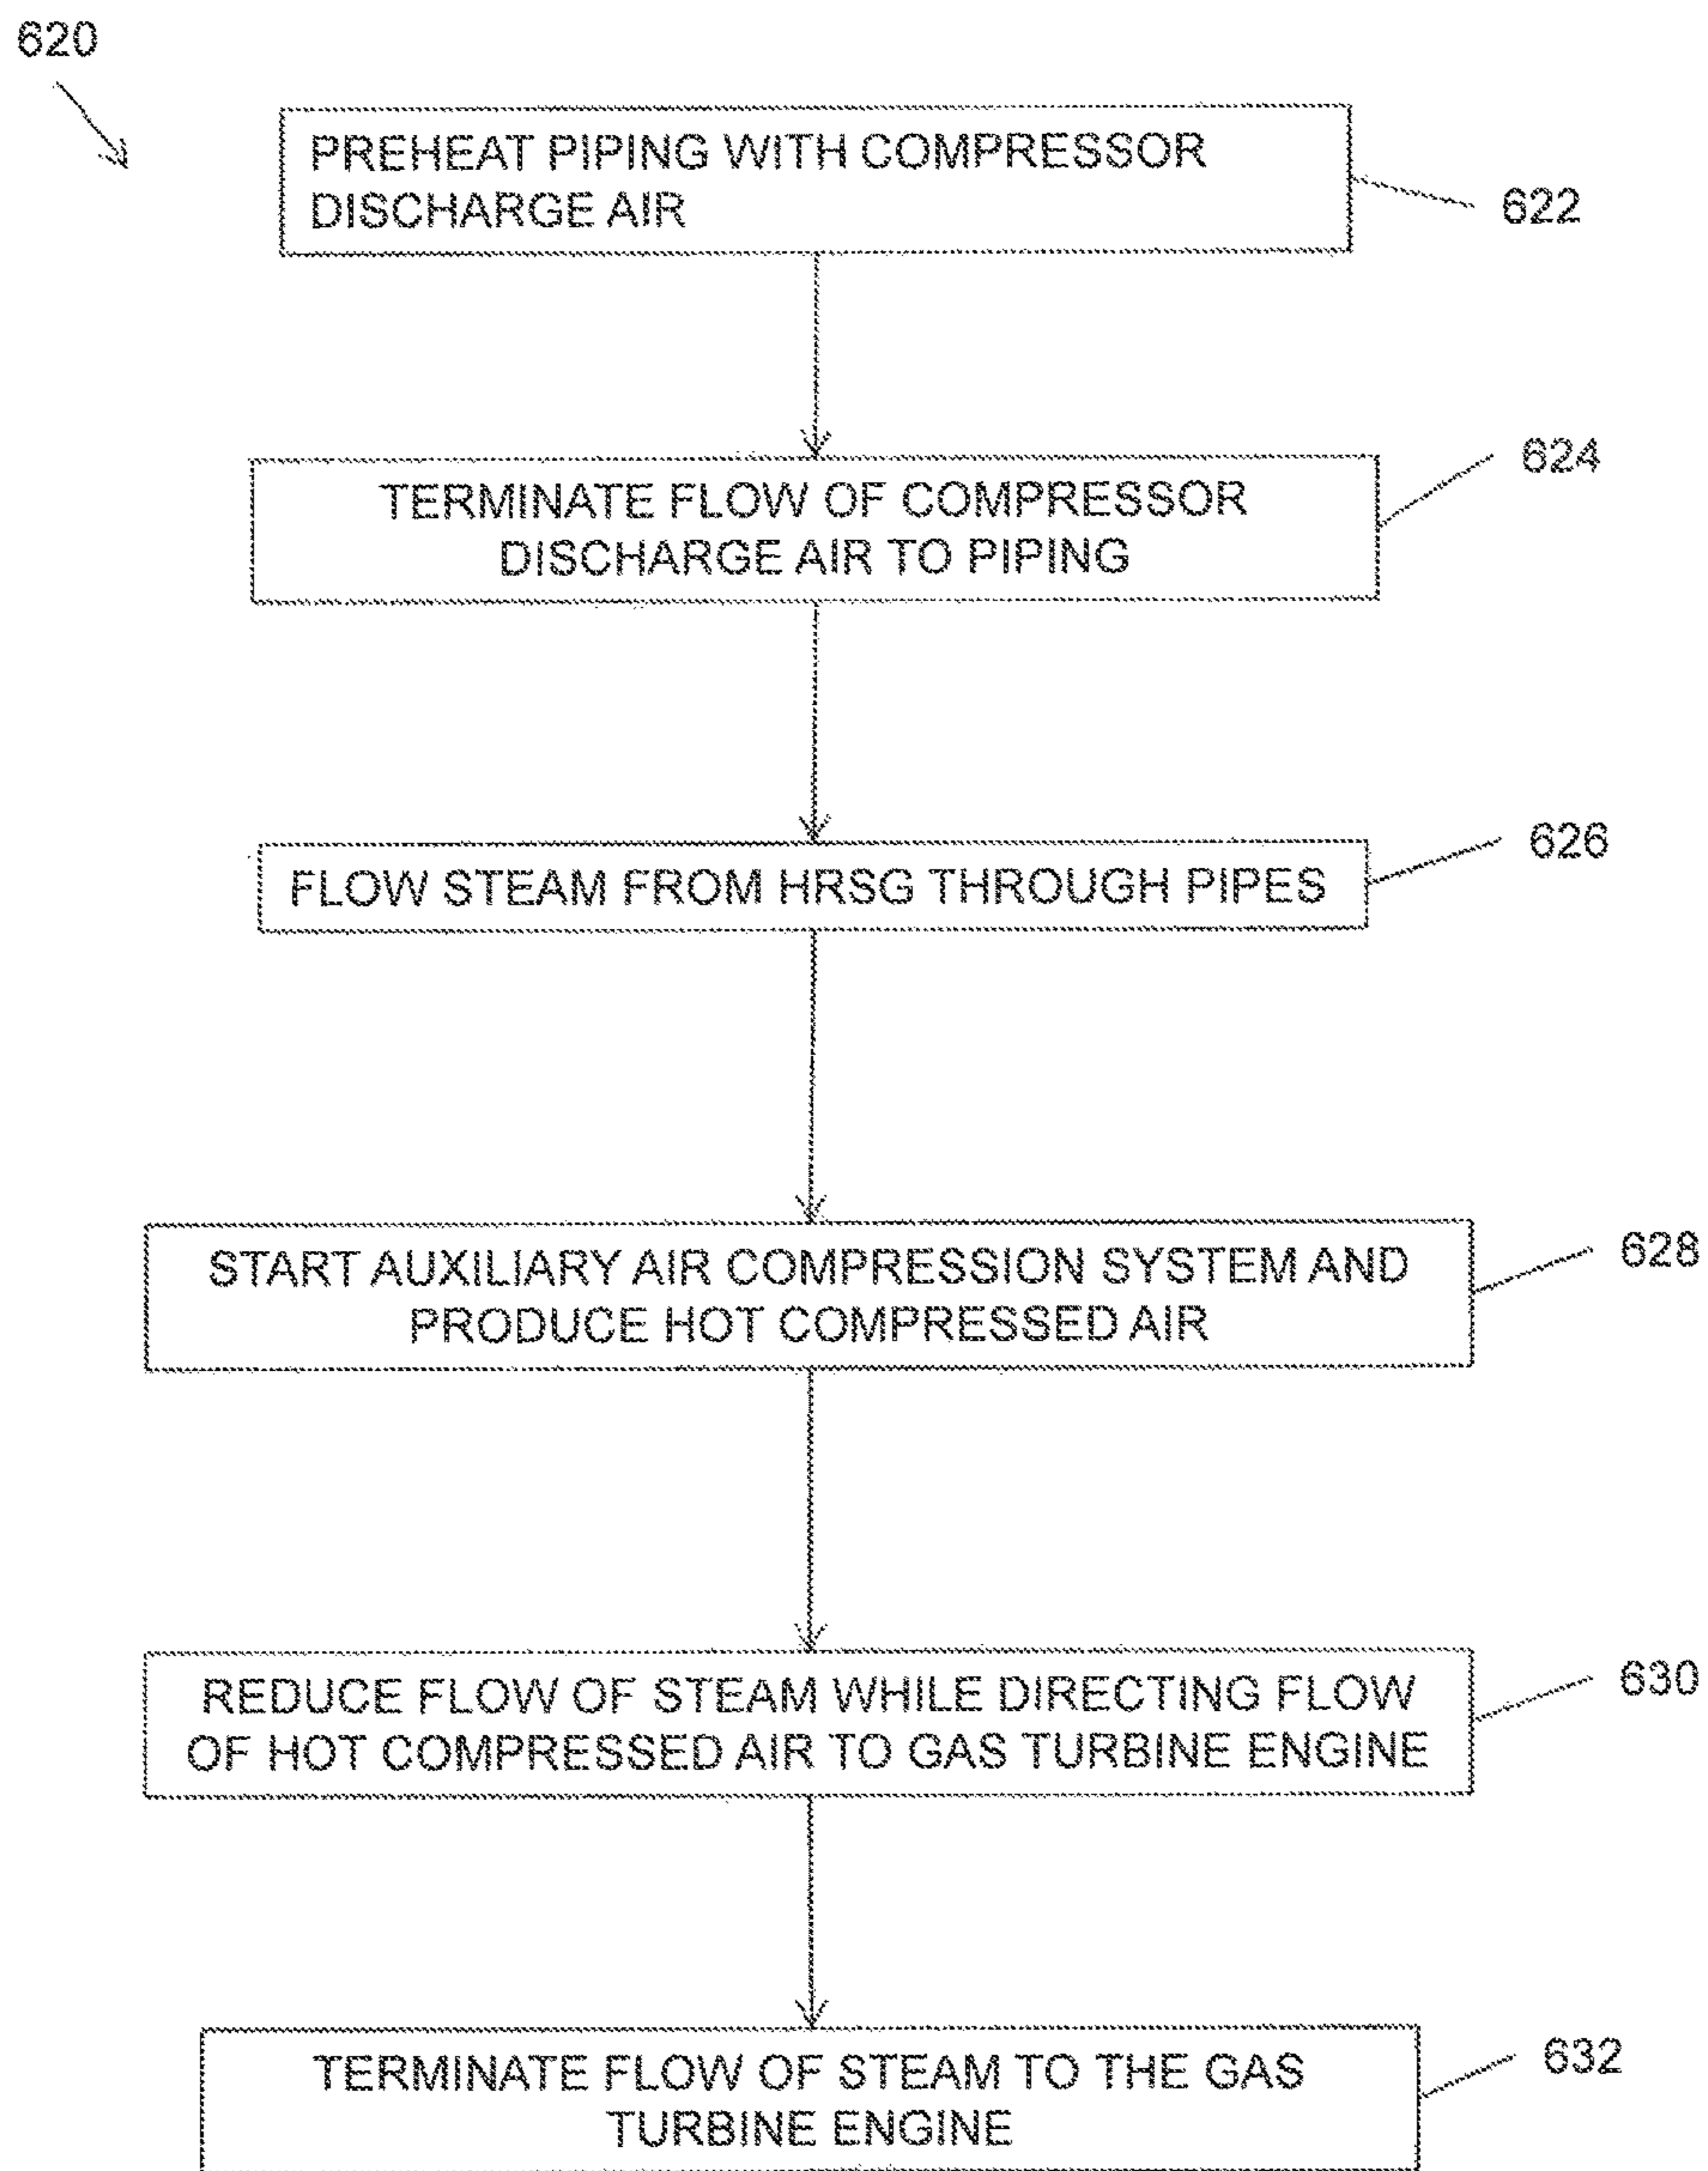 620
PREHEAT PIPING WITH COMPRESSOR
DISCHARGE AIR
622
TERMINATE FLOW OF COMPRESSOR
DISCHARGE AIR TO PIPING
624
FLOW STEAM FROM HRSG THROUGH PIPES
626
START AUXILIARY AIR COMPRESSION SYSTEM AND
PRODUCE HOT COMPRESSED AIR
628
REDUCE FLOW OF STEAM WHILE DIRECTING FLOW
OF HOT COMPRESSED AIR TO GAS TURBINE ENGINE
630
TERMINATE FLOW OF STEAM TO THE GAS
TURBINE ENGINE
632